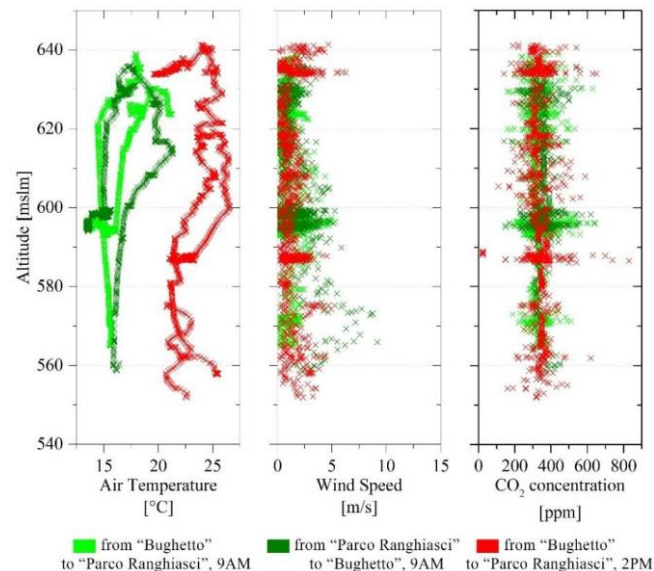 640
620
600
580
560
540
Altitude [mslm]
15 20 25
Air Temperature
[°C]
0 5 10 15
Wind Speed
[m/s]
200 400 600 800
CO₂ concentration
[ppm]
from “Bughetto”
to “Parco Ranghiasci”, 9AM
from “Parco Ranghiasci”
to “Bughetto”, 9AM
from “Bughetto”
to “Parco Ranghiasci”, 2PM